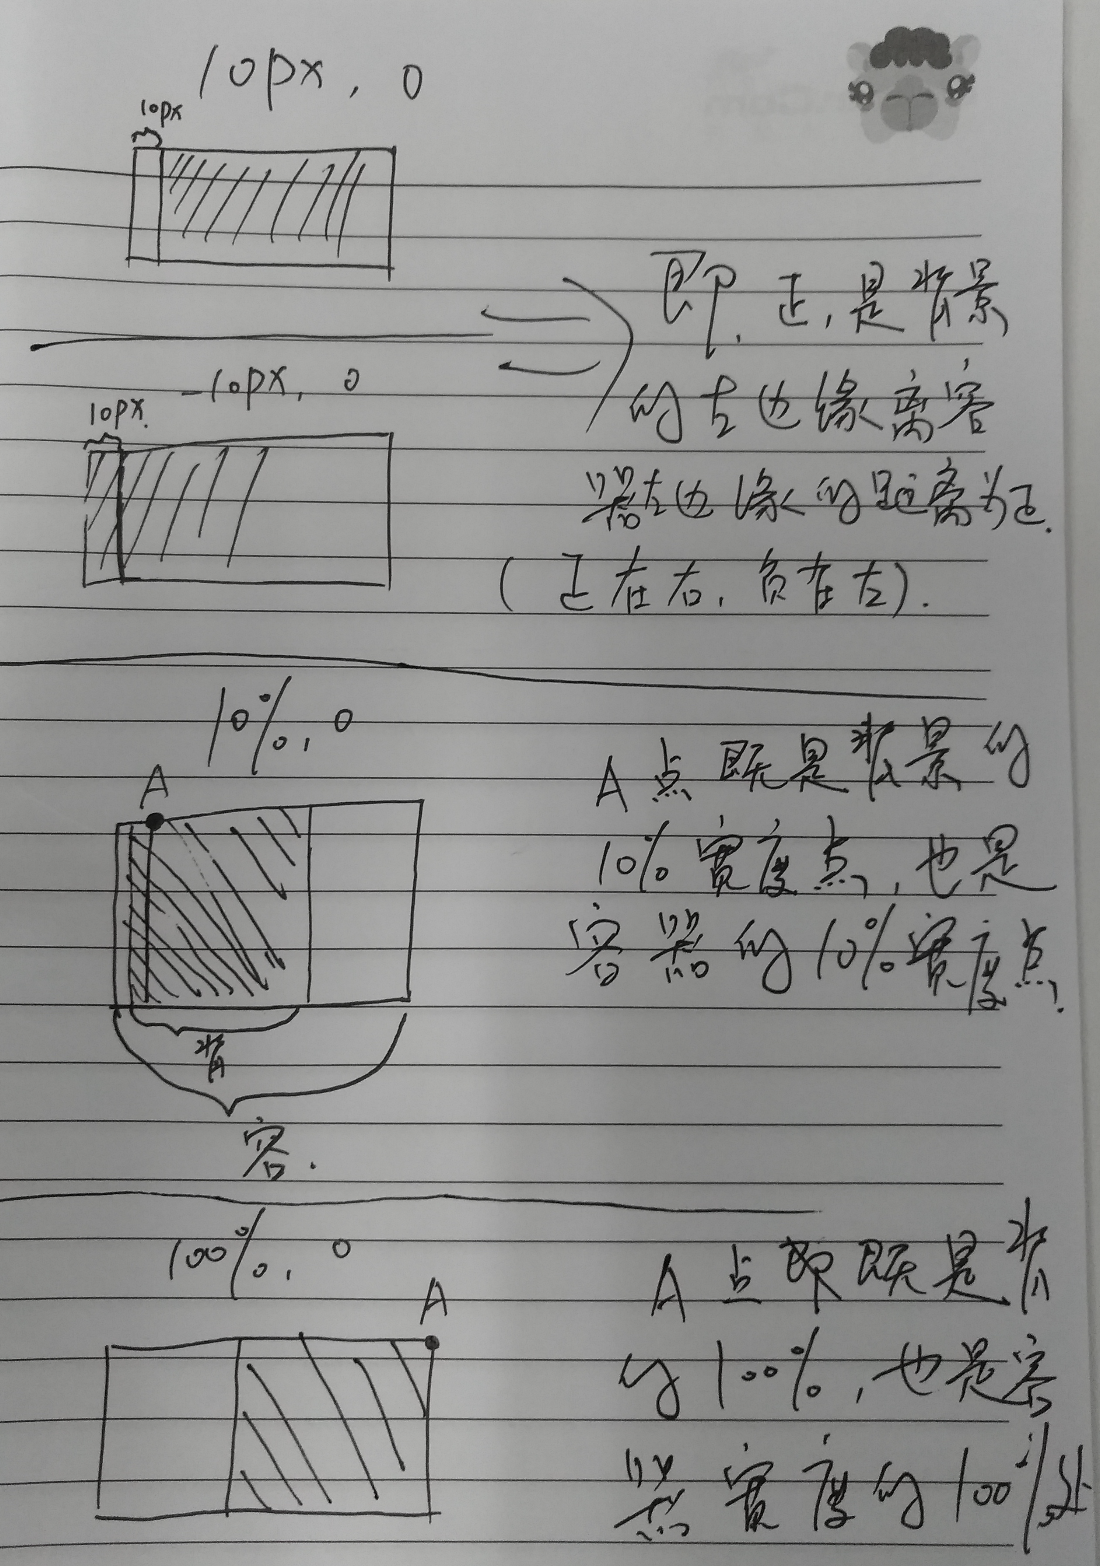 10px, 0
10px
即, 正, 是背景
的左边缘离容
器左边缘的距离为正.
(正在右, 负在左).
-10px, 0
10px
10%, 0
A
A点既是背景的
10%宽度点, 也是
容器的10%宽度点.
背
容.
100%, 0
A
A点即既是背
的100%, 也是容
器宽度的100%处